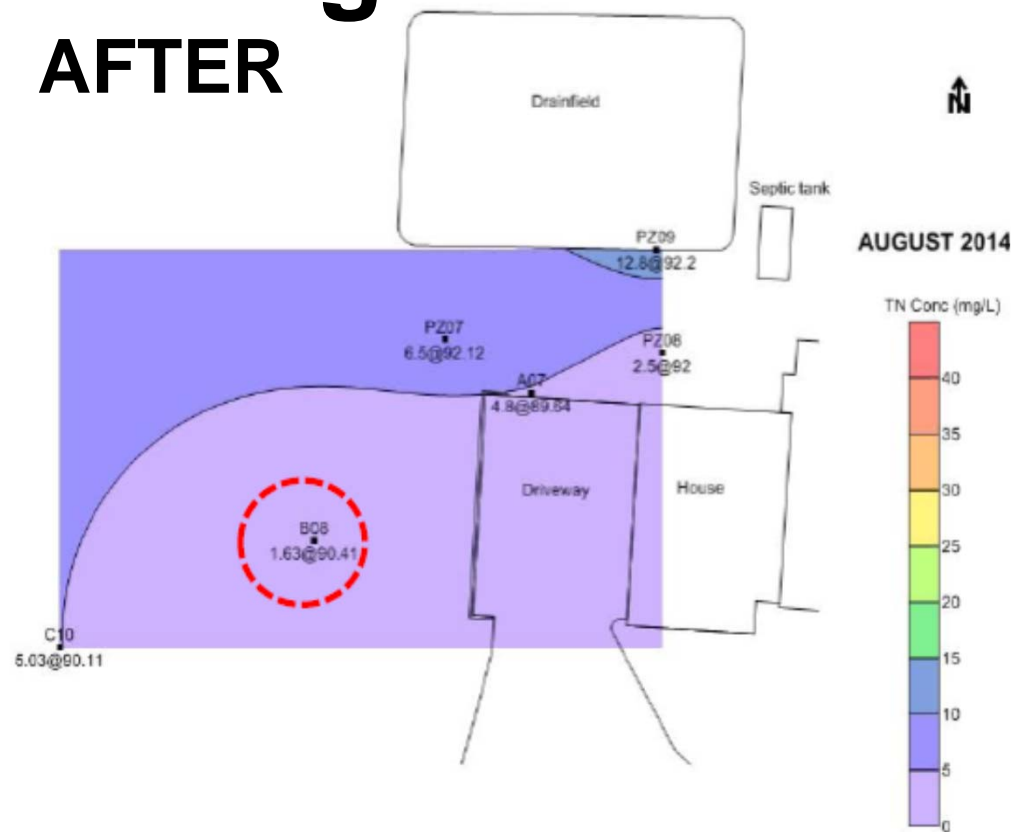 g
AFTER
Drainfield
N
Septic tank
AUGUST 2014
PZ09
12.8@92.2
TN Conc (mg/L)
PZ07
6.5@92.12
PZ08
2.5@92
A07
4.8@89.64
40
35
30
25
20
15
10
5
0
Driveway
House
B08
1.63@90.41
C10
5.03@90.11